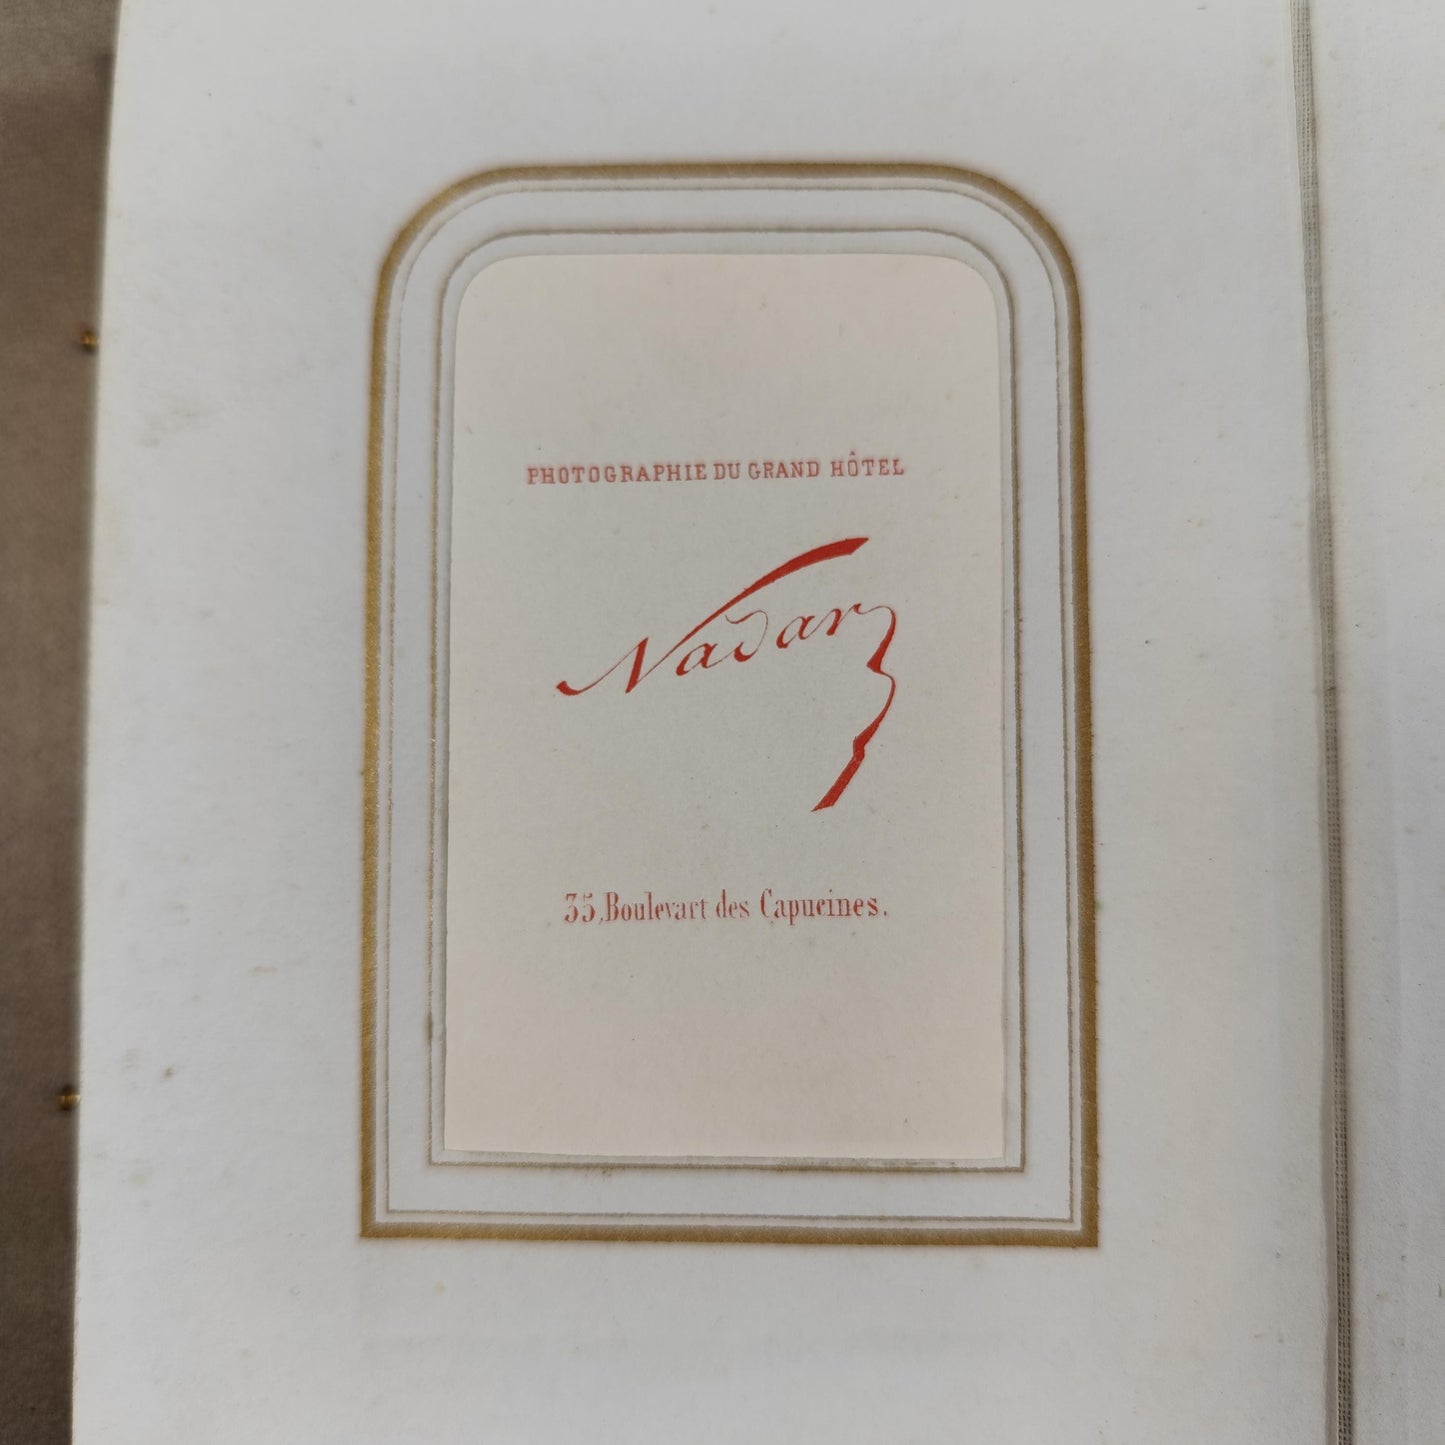 PHOTOGRAPHIE DU GRAND HÔTEL
Nadar
35, Boulevart des Capucines.